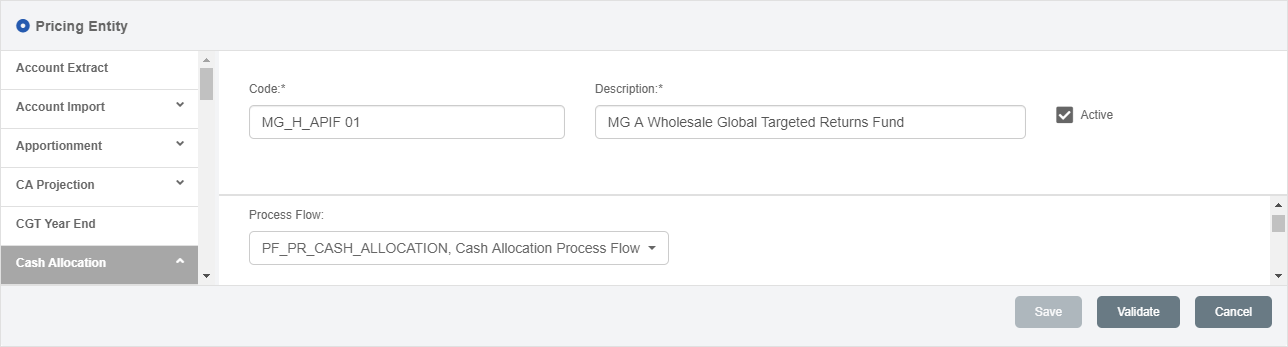 Pricing Entity
Account Extract
Account Import
Apportionment
CA Projection
CGT Year End
Cash Allocation
Code:*
MG_H_APIF 01
Description:*
MG A Wholesale Global Targeted Returns Fund
Active
Process Flow:
PF_PR_CASH_ALLOCATION, Cash Allocation Process Flow
Save
Validate
Cancel